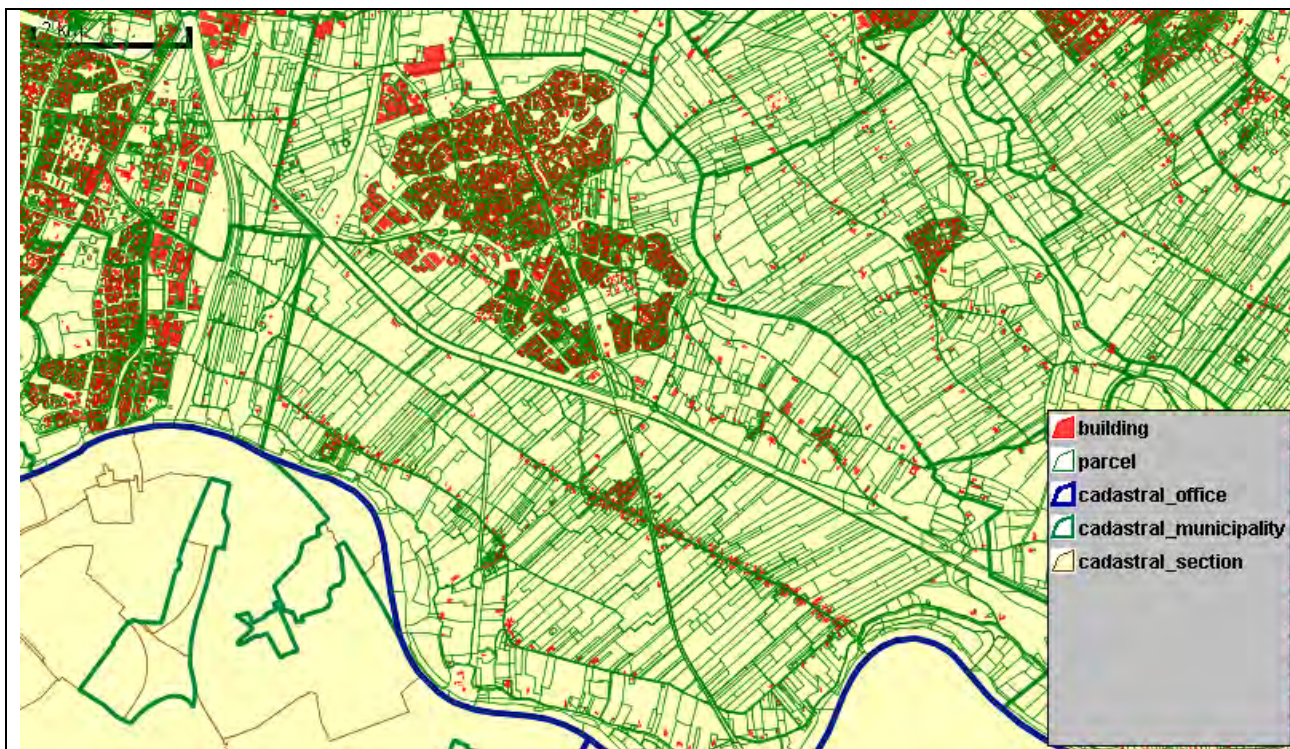 building
parcel
cadastral_office
cadastral_municipality
cadastral_section